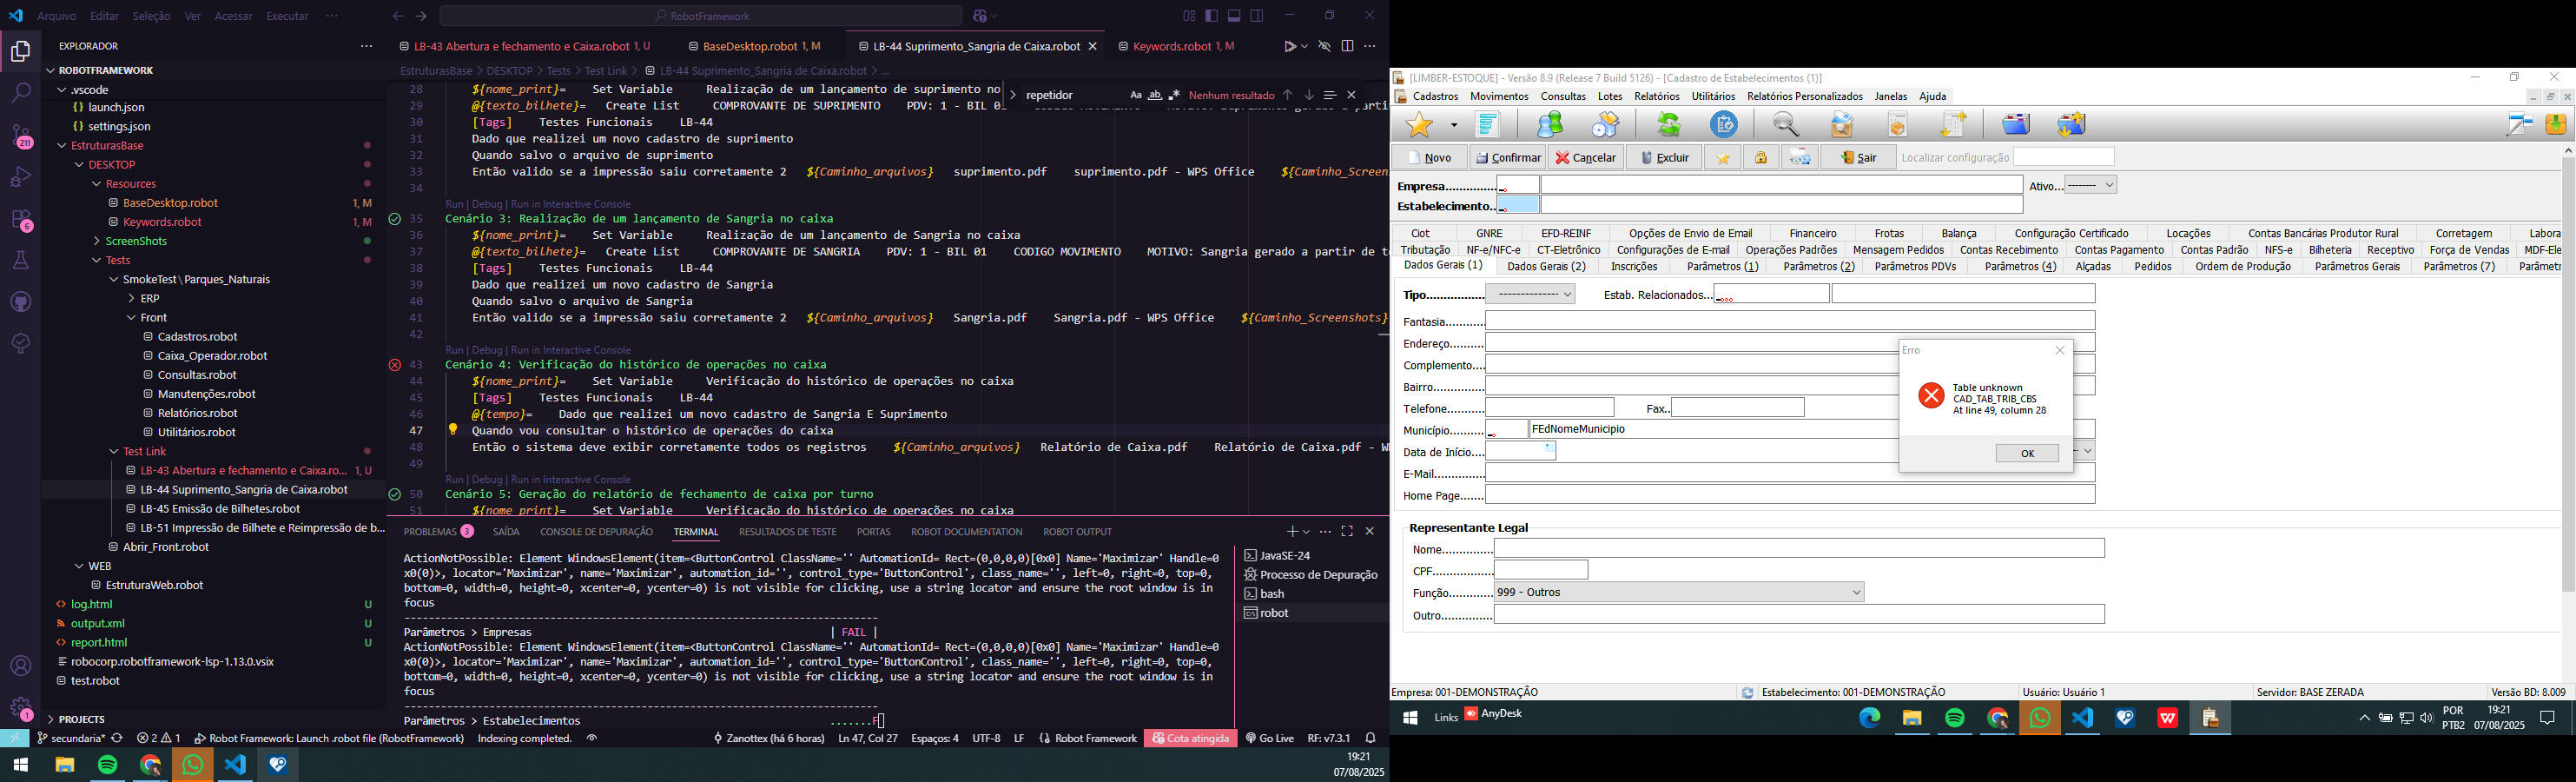 Arquivo Editar Seleção Ver Acessar Executar ···
RobotFramework
EXPLORADOR
ROBOTFRAMEWORK
.vscode
launch.json
settings.json
EstruturasBase
DESKTOP
Resources
BaseDesktop.robot 1, M
Keywords.robot 1, M
ScreenShots
Tests
SmokeTest\Parques_Naturais
ERP
Front
Cadastros.robot
Caixa_Operador.robot
Consultas.robot
Manutenções.robot
Relatórios.robot
Utilitários.robot
Test Link
LB-43 Abertura e fechamento e Caixa.ro... 1, U
LB-44 Suprimento_Sangria de Caixa.robot
LB-45 Emissão de Bilhetes.robot
LB-51 Impressão de Bilhete e Reimpressão de b...
Abrir_Front.robot
WEB
EstruturaWeb.robot
log.html U
output.xml U
report.html U
robocorp.robotframework-lsp-1.13.0.vsix
test.robot
PROJECTS
211
6
1
LB-43 Abertura e fechamento e Caixa.robot 1, U
BaseDesktop.robot 1, M
LB-44 Suprimento_Sangria de Caixa.robot
Keywords.robot 1, M
EstruturasBase > DESKTOP > Tests > Test Link > LB-44 Suprimento_Sangria de Caixa.robot > ...
repetidor
Aa ab .* Nenhum resultado
28 ${nome_print}= Set Variable Realização de um lançamento de suprimento no
29 @{texto_bilhete}= Create List COMPROVANTE DE SUPRIMENTO PDV: 1 - BIL 01
30 [Tags] Testes Funcionais LB-44
31 Dado que realizei um novo cadastro de suprimento
32 Quando salvo o arquivo de suprimento
33 Então valido se a impressão saiu corretamente 2 ${Caminho_arquivos} suprimento.pdf suprimento.pdf - WPS Office ${Caminho_Screens
34
Run | Debug | Run in Interactive Console
35 Cenário 3: Realização de um lançamento de Sangria no caixa
36 ${nome_print}= Set Variable Realização de um lançamento de Sangria no caixa
37 @{texto_bilhete}= Create List COMPROVANTE DE SANGRIA PDV: 1 - BIL 01 CODIGO MOVIMENTO MOTIVO: Sangria gerado a partir de te
38 [Tags] Testes Funcionais LB-44
39 Dado que realizei um novo cadastro de Sangria
40 Quando salvo o arquivo de Sangria
41 Então valido se a impressão saiu corretamente 2 ${Caminho_arquivos} Sangria.pdf Sangria.pdf - WPS Office ${Caminho_Screenshots}
42
Run | Debug | Run in Interactive Console
43 Cenário 4: Verificação do histórico de operações no caixa
44 ${nome_print}= Set Variable Verificação do histórico de operações no caixa
45 [Tags] Testes Funcionais LB-44
46 @{tempo}= Dado que realizei um novo cadastro de Sangria E Suprimento
47 Quando vou consultar o histórico de operações do caixa
48 Então o sistema deve exibir corretamente todos os registros ${Caminho_arquivos} Relatório de Caixa.pdf Relatório de Caixa.pdf - W
49
Run | Debug | Run in Interactive Console
50 Cenário 5: Geração do relatório de fechamento de caixa por turno
51 ${nome_print}= Set Variable Verificação do histórico de operações no caixa
PROBLEMAS 3 SAÍDA CONSOLE DE DEPURAÇÃO TERMINAL RESULTADOS DE TESTE PORTAS ROBOT DOCUMENTATION ROBOT OUTPUT
ActionNotPossible: Element WindowsElement(item=<ButtonControl ClassName='' AutomationId= Rect=(0,0,0,0)[0x0] Name='Maximizar' Handle=0
x0(0)>, locator='Maximizar', name='Maximizar', automation_id='', control_type='ButtonControl', class_name='', left=0, right=0, top=0,
bottom=0, width=0, height=0, xcenter=0, ycenter=0) is not visible for clicking, use a string locator and ensure the root window is in
focus
------------------------------------------------------------------------------
Parâmetros > Empresas | FAIL |
ActionNotPossible: Element WindowsElement(item=<ButtonControl ClassName='' AutomationId= Rect=(0,0,0,0)[0x0] Name='Maximizar' Handle=0
x0(0)>, locator='Maximizar', name='Maximizar', automation_id='', control_type='ButtonControl', class_name='', left=0, right=0, top=0,
bottom=0, width=0, height=0, xcenter=0, ycenter=0) is not visible for clicking, use a string locator and ensure the root window is in
focus
------------------------------------------------------------------------------
Parâmetros > Estabelecimentos .......F
JavaSE-24
Processo de Depuração
bash
robot
secundaria* 2 1 Robot Framework: Launch .robot file (RobotFramework) Indexing completed. Zanottex (há 6 horas) Ln 47, Col 27 Espaços: 4 UTF-8 LF Robot Framework Cota atingida Go Live RF: v7.3.1
19:21
07/08/2025
[LIMBER-ESTOQUE] - Versão 8.9 (Release 7 Build 5126) - [Cadastro de Estabelecimentos (1)]
Cadastros Movimentos Consultas Lotes Relatórios Utilitários Relatórios Personalizados Janelas Ajuda
Novo Confirmar Cancelar Excluir Sair Localizar configuração
Empresa.............. Ativo... --------
Estabelecimento..
Ciot GNRE EFD-REINF Opções de Envio de Email Financeiro Frotas Balança Configuração Certificado Locações Contas Bancárias Produtor Rural Corretagem Labora
Tributação NF-e/NFC-e CT-Eletrônico Configurações de E-mail Operações Padrões Mensagem Pedidos Contas Recebimento Contas Pagamento Contas Padrão NFS-e Bilheteria Receptivo Força de Vendas MDF-Ele
Dados Gerais (1) Dados Gerais (2) Inscrições Parâmetros (1) Parâmetros (2) Parâmetros PDVs Parâmetros (4) Alçadas Pedidos Ordem de Produção Parâmetros Gerais Parâmetros (7) Parâmetr
Tipo................. -------------- Estab. Relacionados...
Fantasia............
Endereço...........
Complemento....
Bairro...............
Telefone............ Fax..
Município........... FEdNomeMunicipio
Data de Início....
E-Mail................
Home Page.......
Erro
Table unknown
CAD_TAB_TRIB_CBS
At line 49, column 28
OK
Representante Legal
Nome...............
CPF..................
Função............. 999 - Outros
Outro...............
Empresa: 001-DEMONSTRAÇÃO Estabelecimento: 001-DEMONSTRAÇÃO Usuário: Usuário 1 Servidor: BASE ZERADA Versão BD: 8.009
Links AnyDesk
POR
PTB2
19:21
07/08/2025